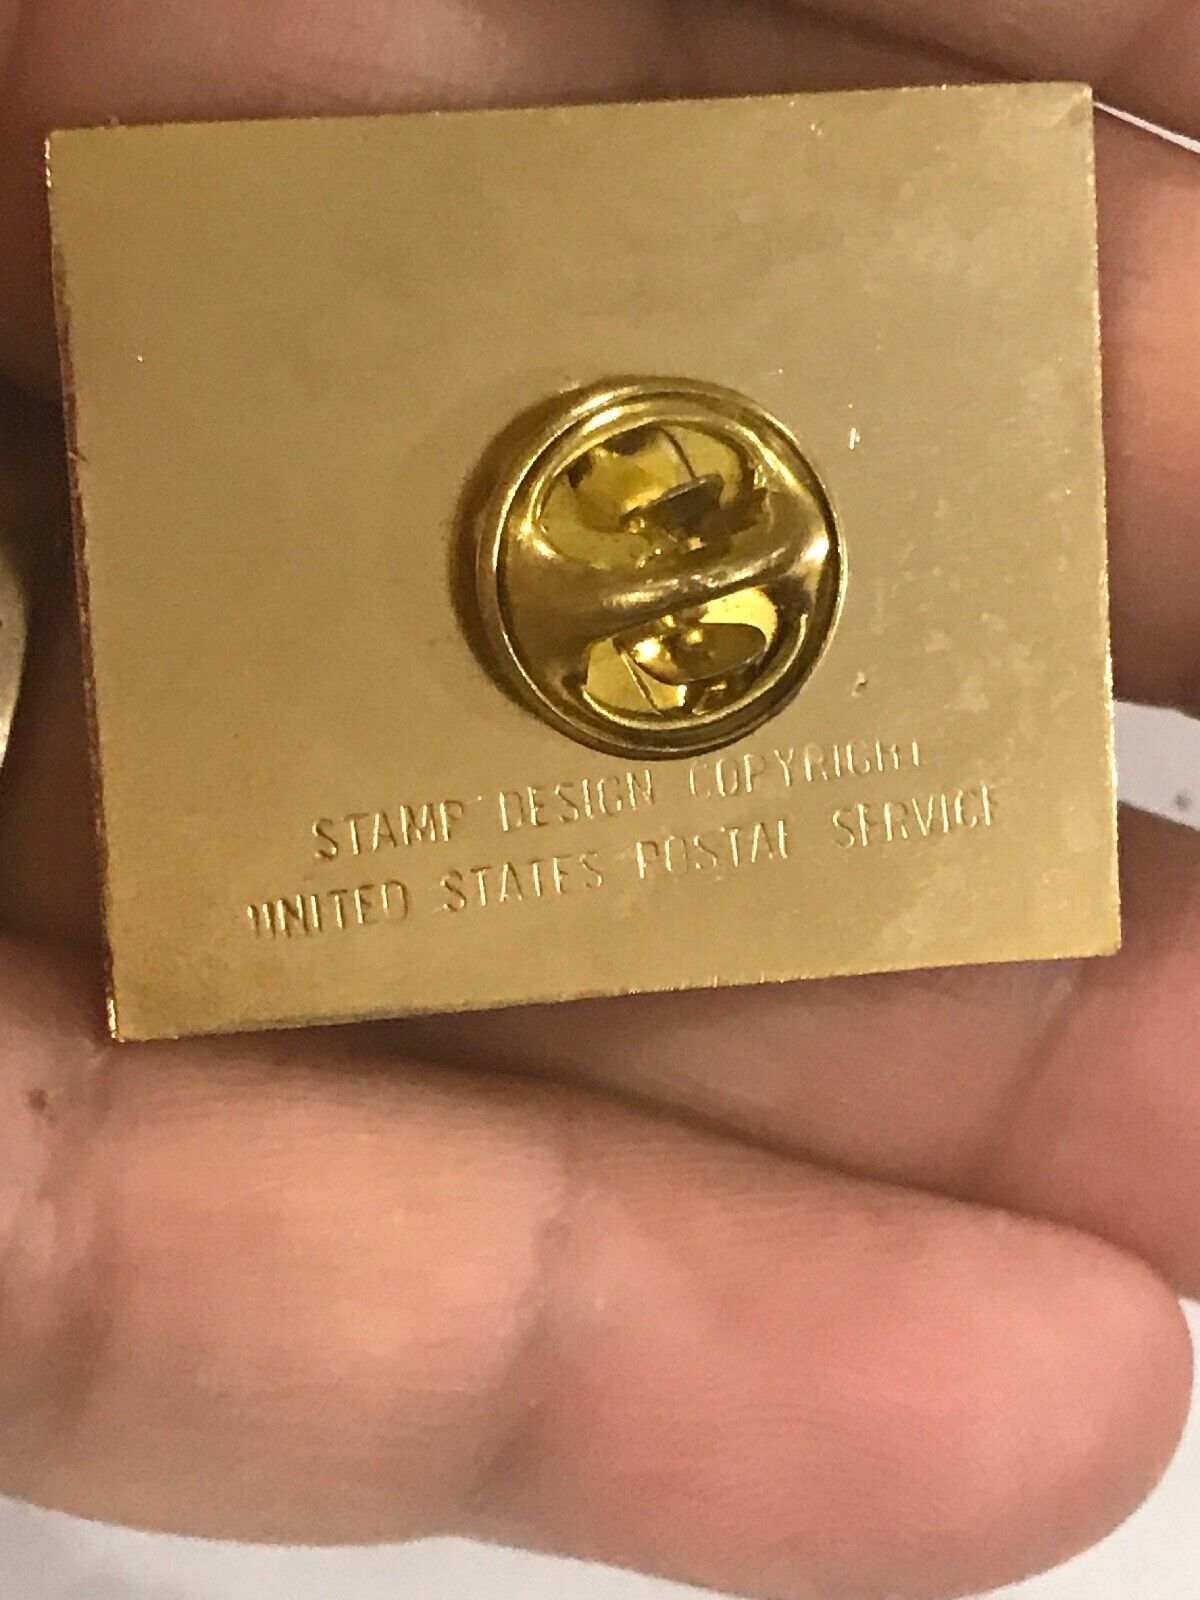 STAMP DESIGN COPYRIGHT
UNITED STATES POSTAL SERVICE